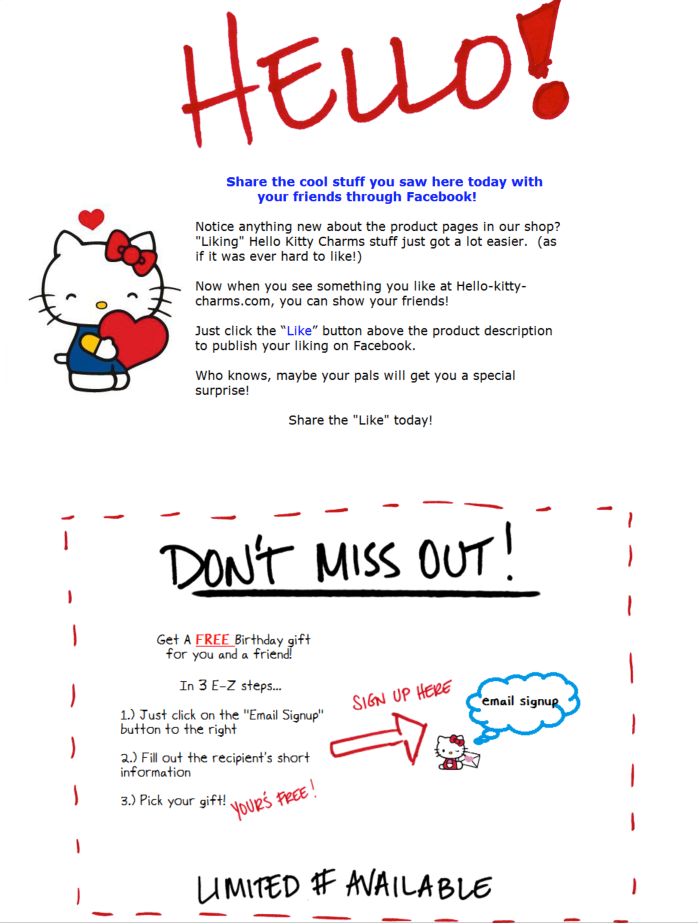 HELLO!
Share the cool stuff you saw here today with
your friends through Facebook!
Notice anything new about the product pages in our shop?
"Liking" Hello Kitty Charms stuff just got a lot easier.  (as
if it was ever hard to like!)
Now when you see something you like at Hello-kitty-
charms.com, you can show your friends!
Just click the “Like” button above the product description
to publish your liking on Facebook.
Who knows, maybe your pals will get you a special
surprise!
Share the "Like" today!
DON'T MISS OUT!
Get A FREE Birthday gift
for you and a friend!
In 3 E-Z steps...
1.) Just click on the "Email Signup"
button to the right
2.) Fill out the recipient's short
information
3.) Pick your gift! YOUR'S FREE!
SIGN UP HERE
email signup
LIMITED # AVAILABLE